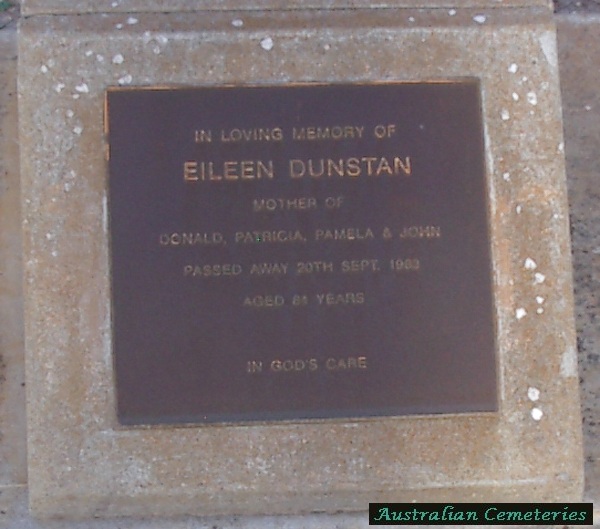 IN LOVING MEMORY OF
EILEEN DUNSTAN
MOTHER OF
DONALD, PATRICIA, PAMELA & JOHN
PASSED AWAY 20TH SEPT.
AGED YEARS
IN GOD'S CARE
Australian Cemeteries